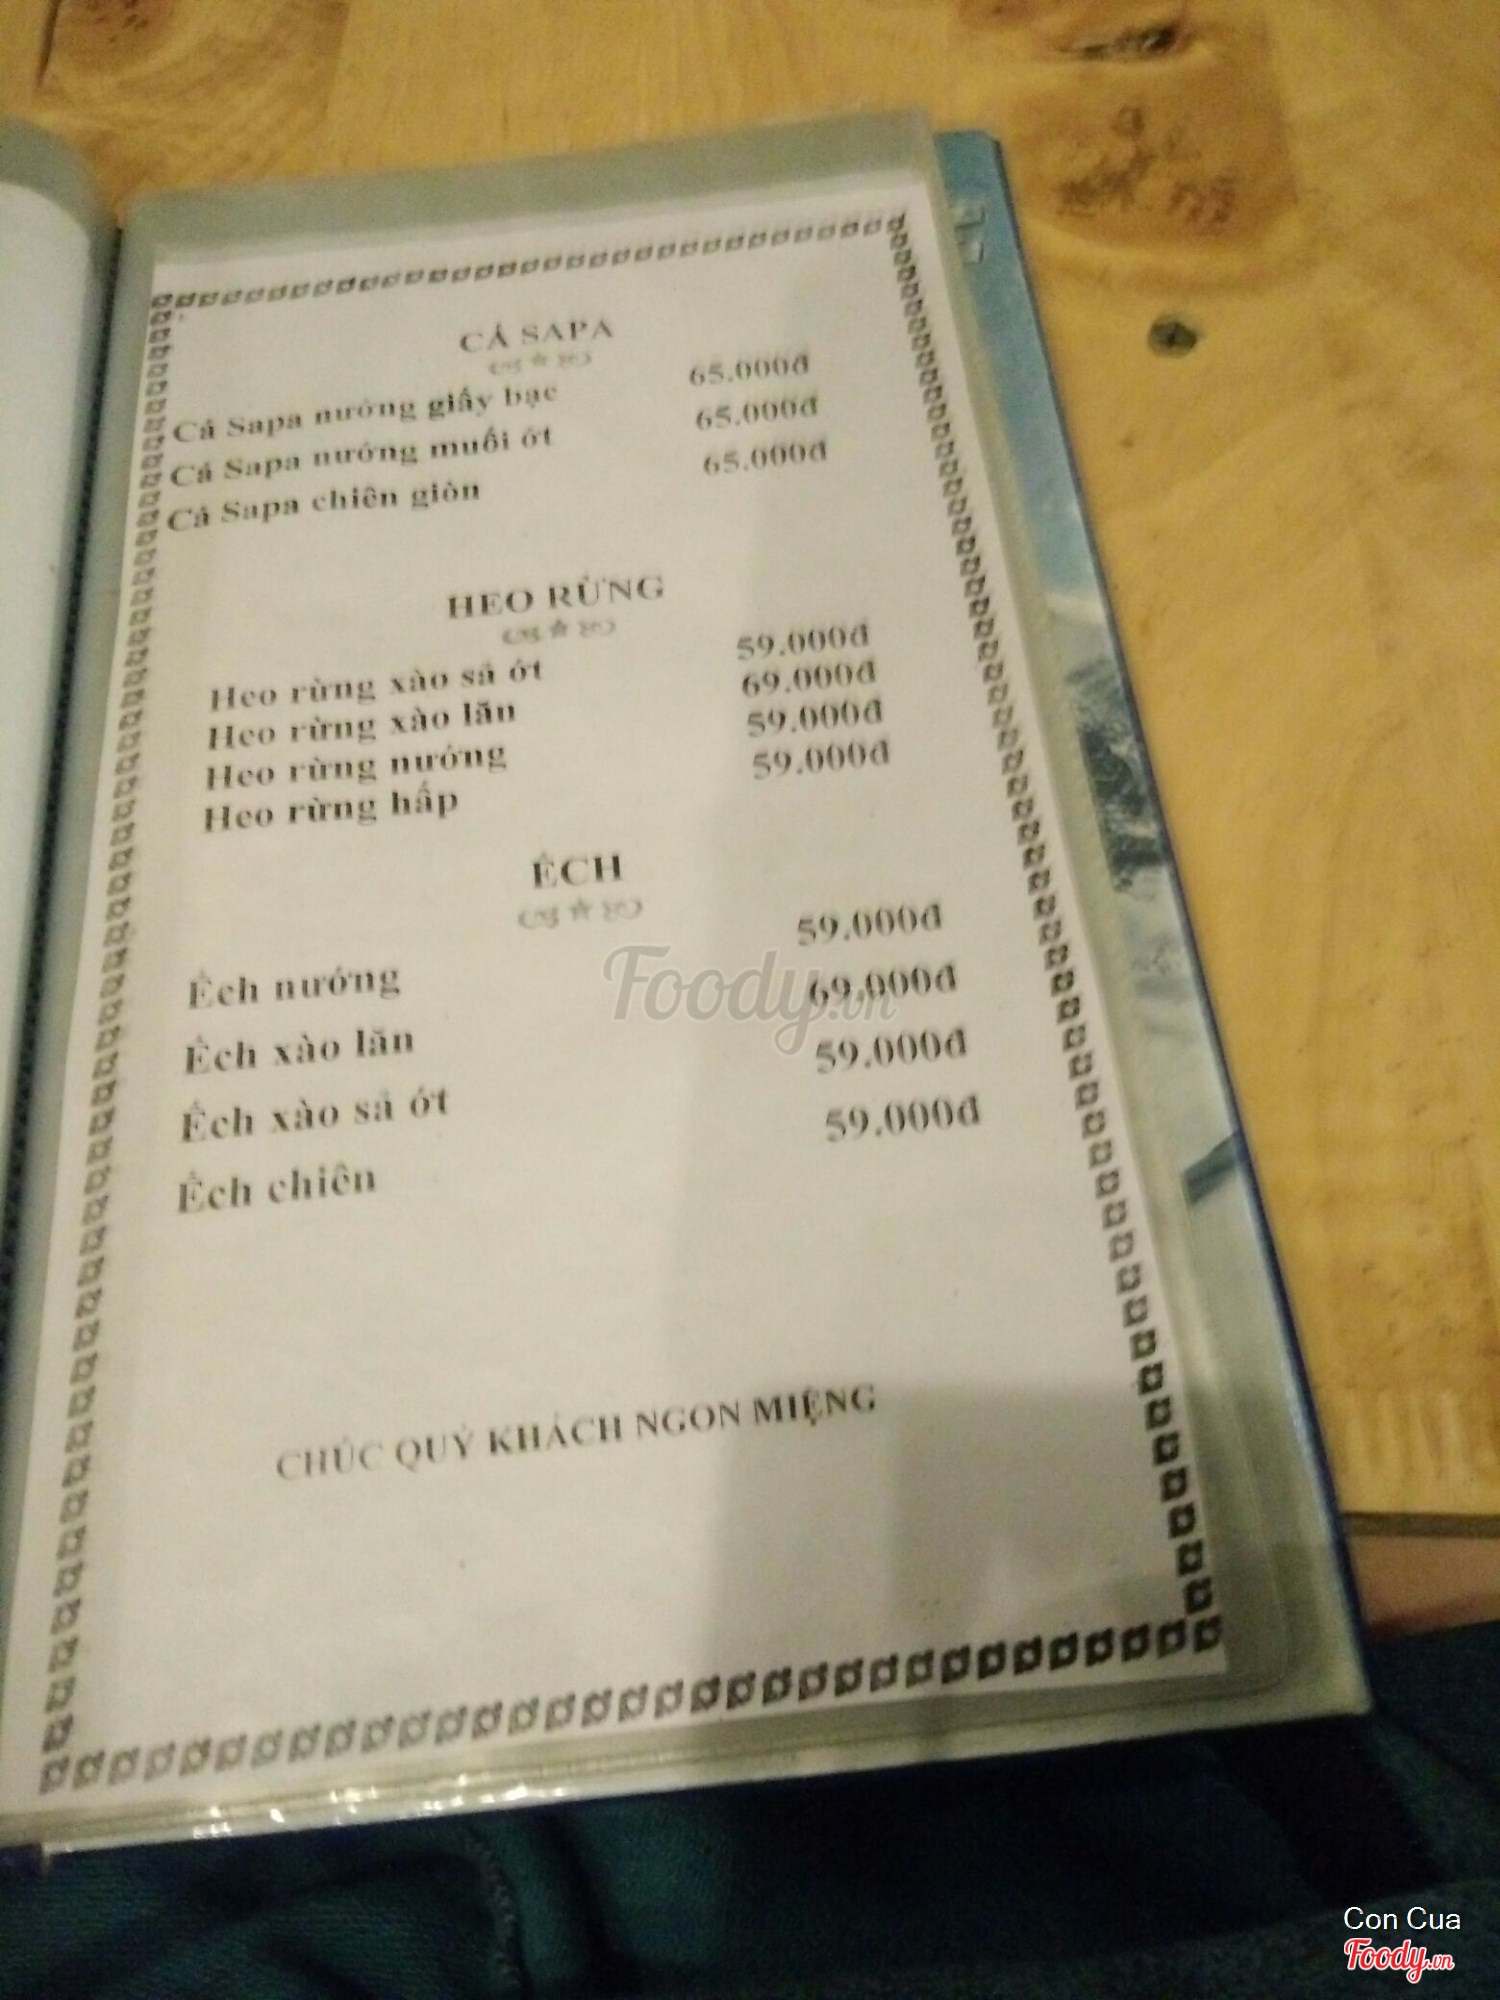 CÁ SAPA
Cá Sapa nướng giấy bạc 65.000đ
Cá Sapa nướng muối ớt 65.000đ
Cá Sapa chiên giòn 65.000đ
HEO RỪNG
Heo rừng xào sả ớt 59.000đ
Heo rừng xào lăn 69.000đ
Heo rừng nướng 59.000đ
Heo rừng hấp 59.000đ
ẾCH
Ếch nướng 59.000đ
Ếch xào lăn 69.000đ
Ếch xào sả ớt 59.000đ
Ếch chiên 59.000đ
CHÚC QUÝ KHÁCH NGON MIỆNG
Foody.vn
Con Cua
Foody.vn